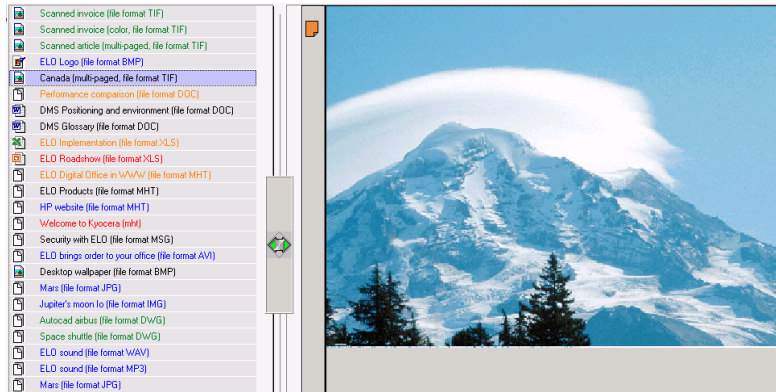 Scanned invoice (file format TIF)
Scanned invoice (color, file format TIF)
Scanned article (multi-paged, file format TIF)
ELO Logo (file format BMP)
Canada (multi-paged, file format TIF)
Performance comparison (file format DOC)
DMS Positioning and environment (file format DOC)
DMS Glossary (file format DOC)
ELO Implementation (file format XLS)
ELO Roadshow (file format XLS)
ELO Digital Office in WWW (file format MHT)
ELO Products (file format MHT)
HP website (file format MHT)
Welcome to Kyocera (mht)
Security with ELO (file format MSG)
ELO brings order to your office (file format AVI)
Desktop wallpaper (file format BMP)
Mars (file format JPG)
Jupiter's moon Io (file format IMG)
Autocad airbus (file format DWG)
Space shuttle (file format DWG)
ELO sound (file format WAV)
ELO sound (file format MP3)
Mars (file format JPG)